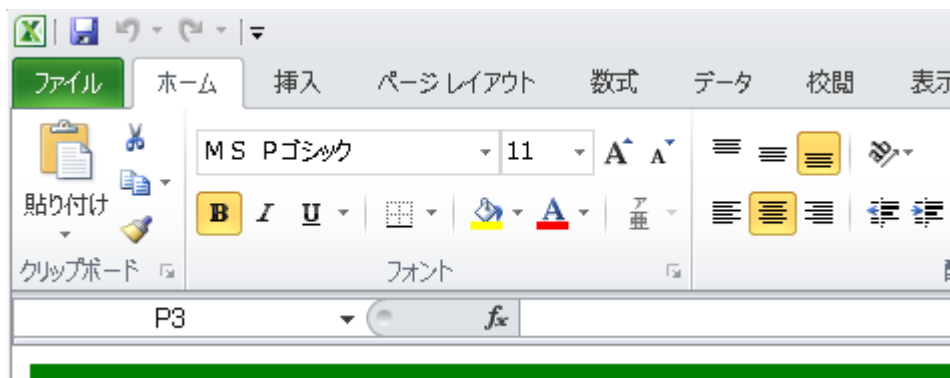 ファイル ホーム 挿入 ページ レイアウト 数式 データ 校閲 表示
ＭＳ Ｐゴシック 11 A A
貼り付け B I U A ア亜
クリップボード フォント
P3 fx